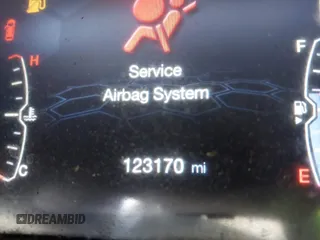 H
F
Service
Airbag System
123170 mi
C
E
DREAMBID